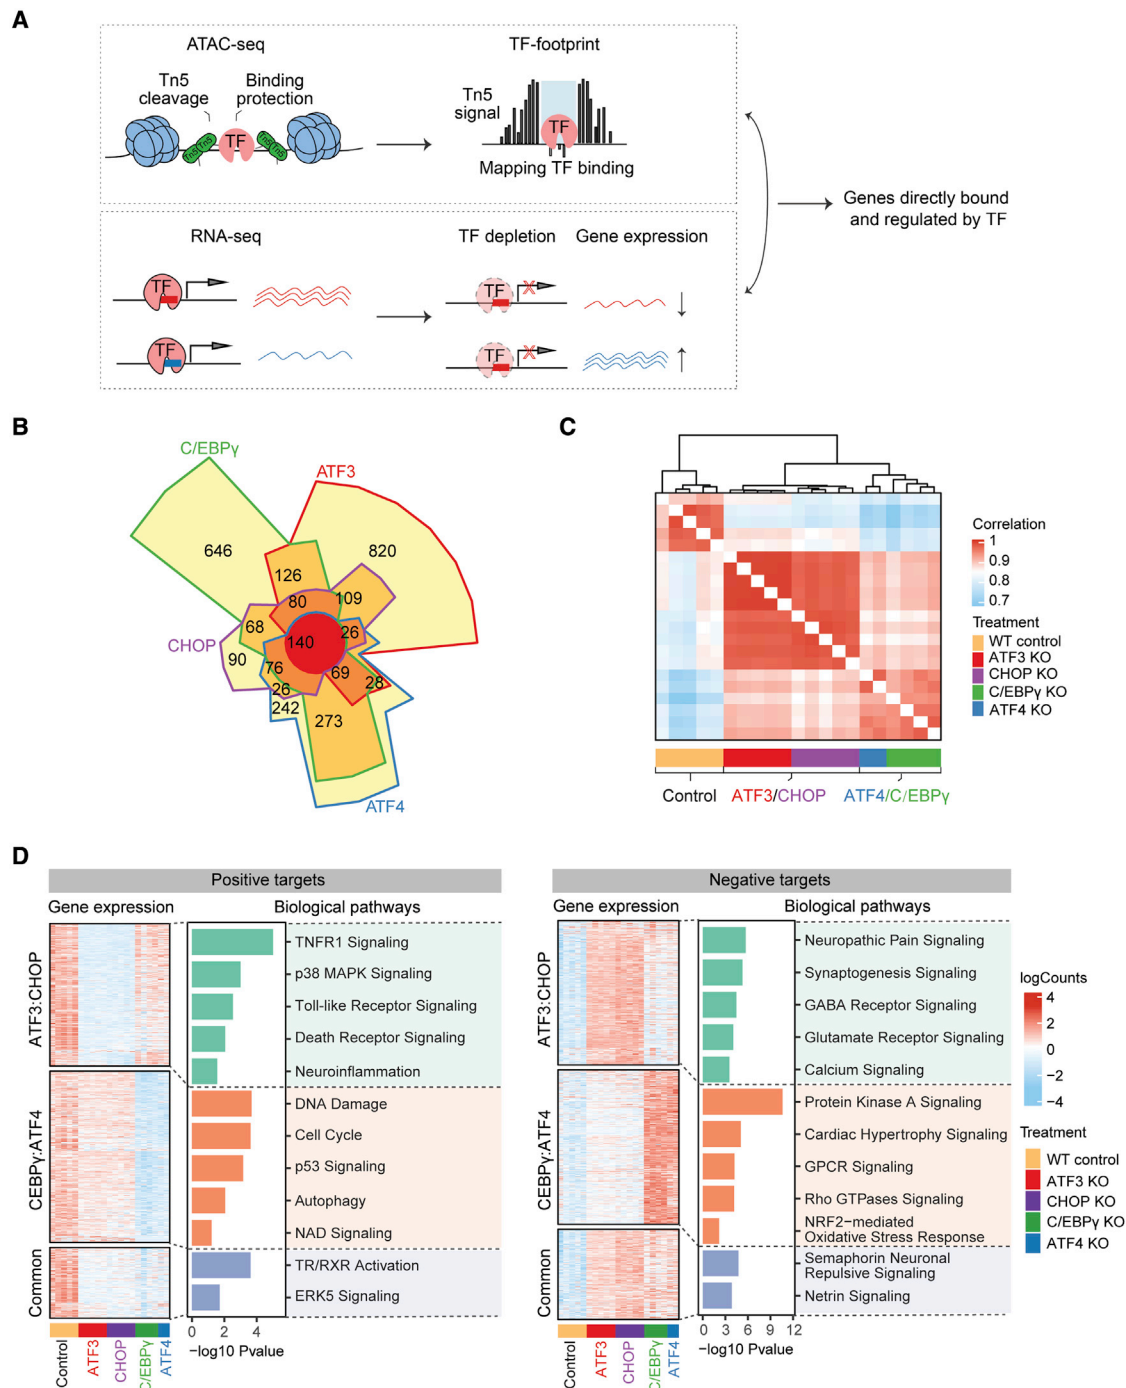 A
ATAC-seq
TF-footprint
Tn5
cleavage
Binding
protection
TF
Tn5
Tn5
Tn5
Tn5
Tn5
signal
TF
Mapping TF binding
Genes directly bound
and regulated by TF
RNA-seq
TF depletion
Gene expression
TF
TF
X
TF
TF
X
B
C/EBPγ
ATF3
646
820
126
80
109
68
CHOP
140
26
90
76
69
28
26
242
273
ATF4
C
Correlation
1
0.9
0.8
0.7
Treatment
WT control
ATF3 KO
CHOP KO
C/EBPγ KO
ATF4 KO
Control
ATF3/CHOP
ATF4/C/EBPγ
D
Positive targets
Gene expression
Biological pathways
ATF3:CHOP
TNFR1 Signaling
p38 MAPK Signaling
Toll-like Receptor Signaling
Death Receptor Signaling
Neuroinflammation
CEBPγ:ATF4
DNA Damage
Cell Cycle
p53 Signaling
Autophagy
NAD Signaling
Common
TR/RXR Activation
ERK5 Signaling
0 2 4
−log10 Pvalue
Control
ATF3
CHOP
C/EBPγ
ATF4
Negative targets
Gene expression
Biological pathways
ATF3:CHOP
Neuropathic Pain Signaling
Synaptogenesis Signaling
GABA Receptor Signaling
Glutamate Receptor Signaling
Calcium Signaling
CEBPγ:ATF4
Protein Kinase A Signaling
Cardiac Hypertrophy Signaling
GPCR Signaling
Rho GTPases Signaling
NRF2−mediated
Oxidative Stress Response
Common
Semaphorin Neuronal
Repulsive Signaling
Netrin Signaling
0 3 6 9 12
−log10 Pvalue
Control
ATF3
CHOP
C/EBPγ
ATF4
logCounts
4
2
0
−2
−4
Treatment
WT control
ATF3 KO
CHOP KO
C/EBPγ KO
ATF4 KO